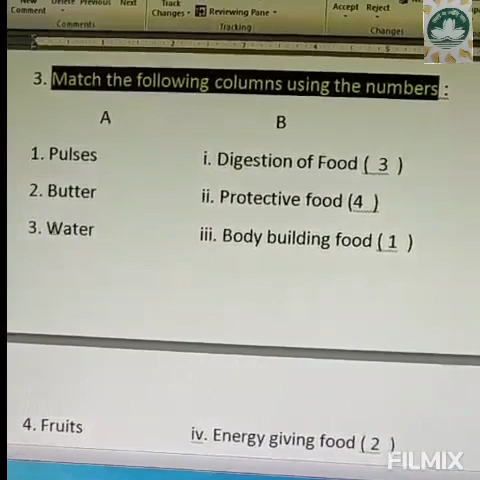 New
Comment
Delete Previous Next
Comments
Track
Changes
Reviewing Pane
Tracking
Accept Reject
Changes
3. Match the following columns using the numbers :
A B
1. Pulses i. Digestion of Food ( 3 )
2. Butter ii. Protective food (4 )
3. Water iii. Body building food ( 1 )
4. Fruits iv. Energy giving food ( 2 )
FILMIX